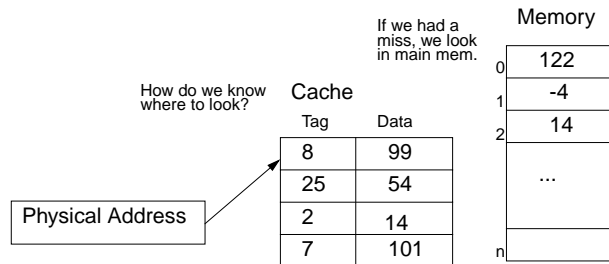 Memory
If we had a
miss, we look
in main mem.
0 122
1 -4
2 14
...
n
How do we know
where to look?
Cache
Tag Data
8 99
25 54
2 14
7 101
Physical Address